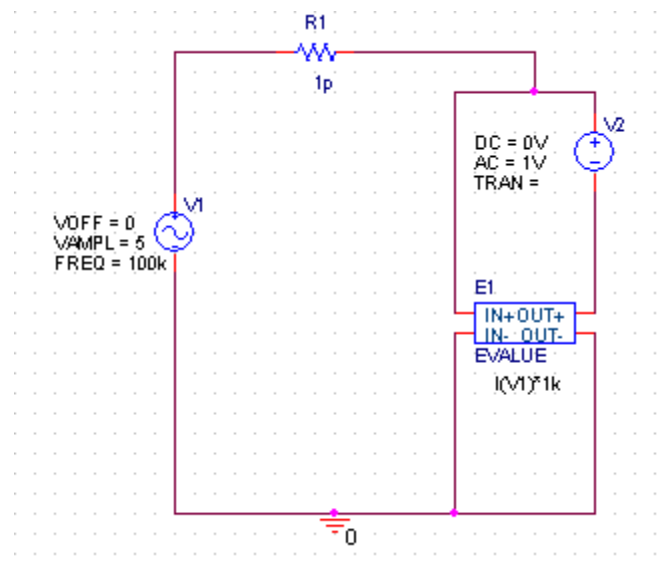 R1
1p
V2
DC = 0V
AC = 1V
TRAN =
V1
VOFF = 0
VAMPL = 5
FREQ = 100k
E1
IN+OUT+
IN- OUT-
EVALUE
I(V1)*1k
0